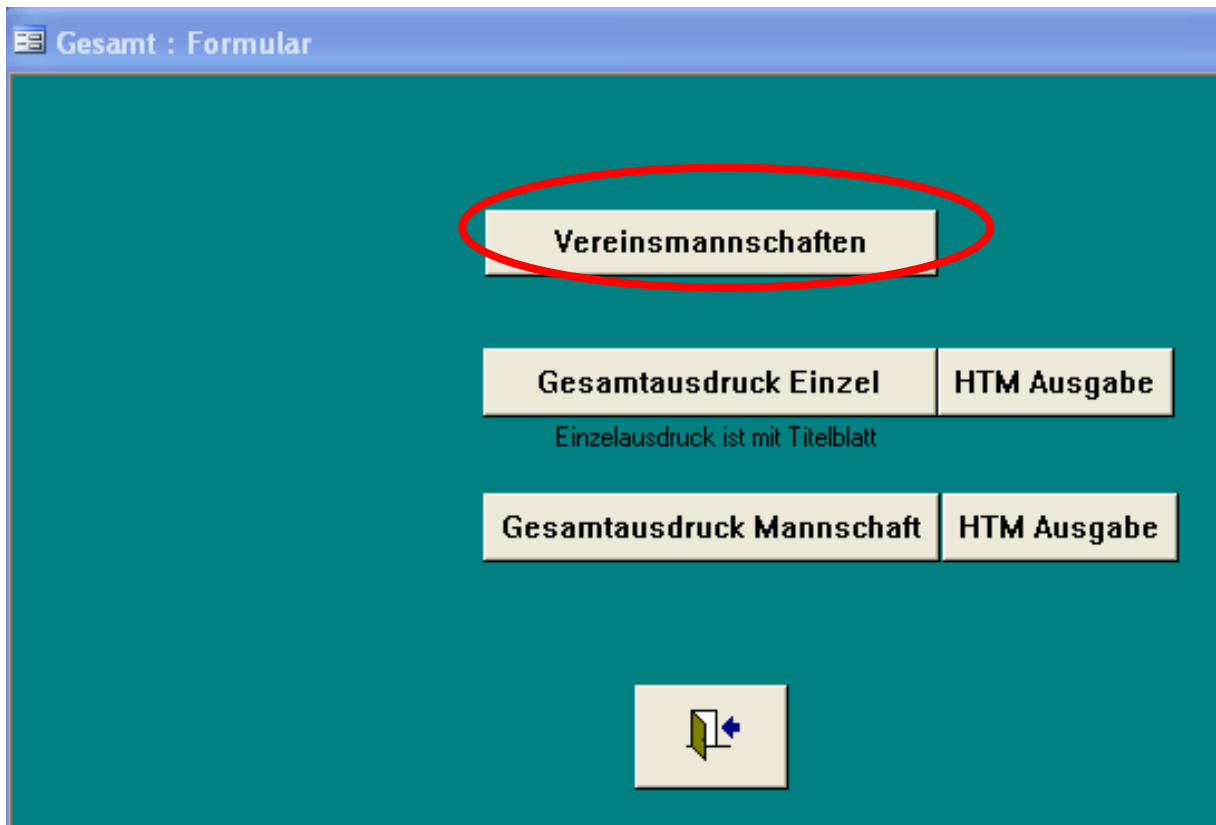 Gesamt : Formular
Vereinsmannschaften
Gesamtausdruck Einzel HTM Ausgabe
Einzelausdruck ist mit Titelblatt
Gesamtausdruck Mannschaft HTM Ausgabe